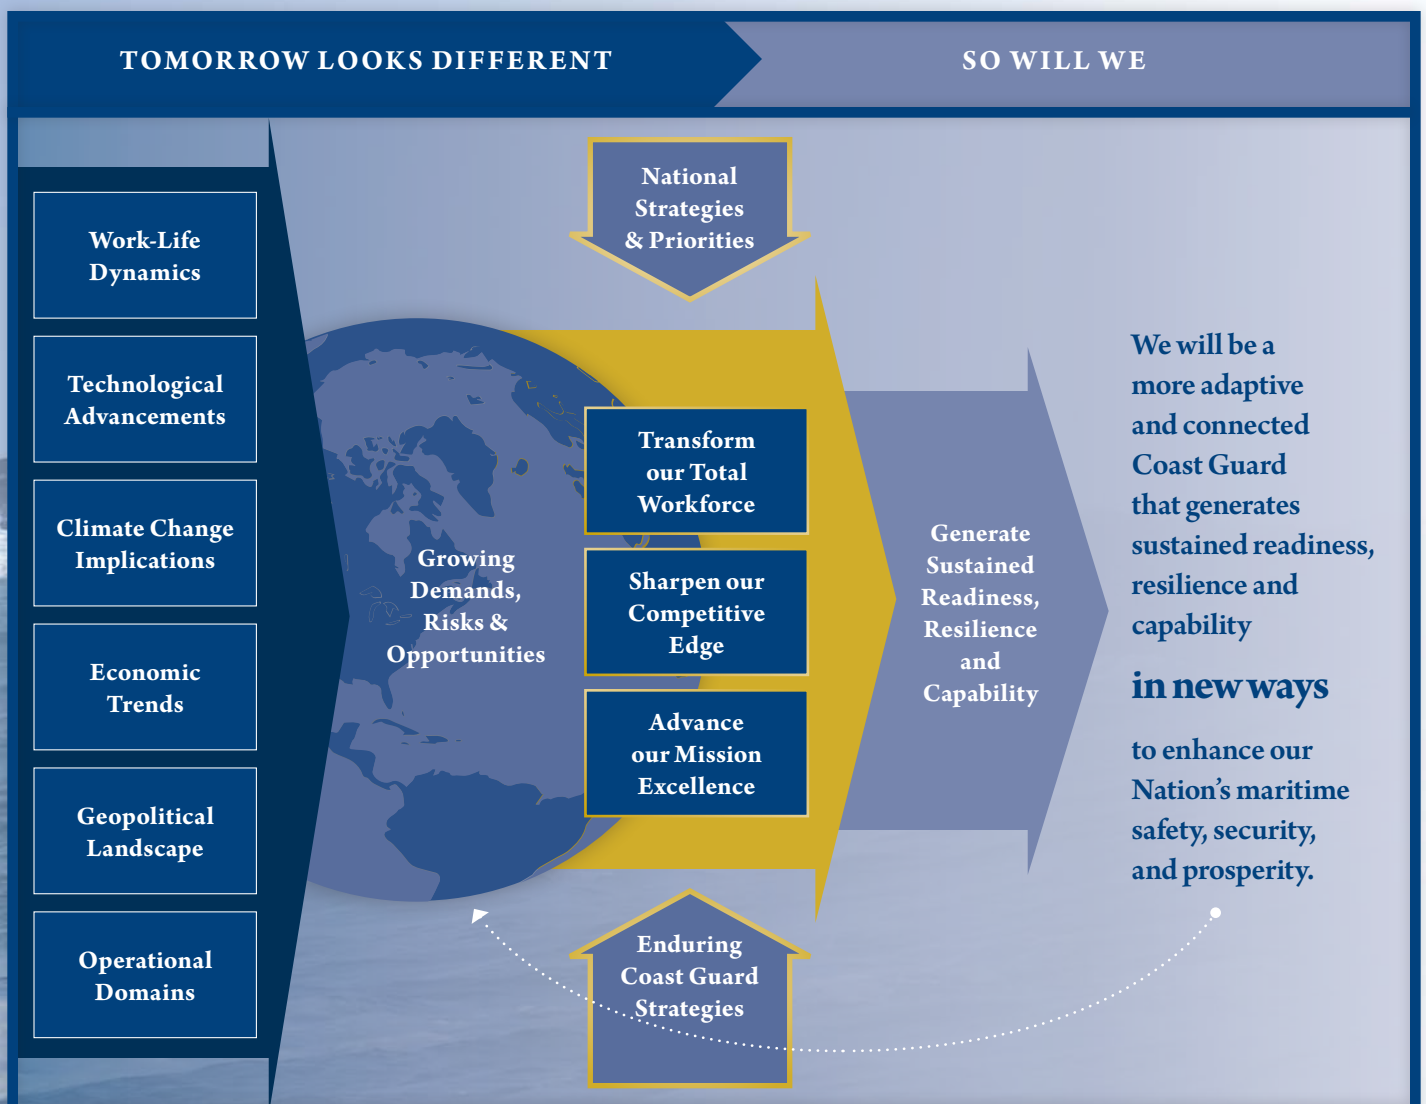 TOMORROW LOOKS DIFFERENT
SO WILL WE
Work-Life
Dynamics
Technological
Advancements
Climate Change
Implications
Economic
Trends
Geopolitical
Landscape
Operational
Domains
Growing
Demands,
Risks &
Opportunities
National
Strategies
& Priorities
Transform
our Total
Workforce
Sharpen our
Competitive
Edge
Advance
our Mission
Excellence
Enduring
Coast Guard
Strategies
Generate
Sustained
Readiness,
Resilience
and
Capability
We will be a
more adaptive
and connected
Coast Guard
that generates
sustained readiness,
resilience and
capability
in new ways
to enhance our
Nation’s maritime
safety, security,
and prosperity.